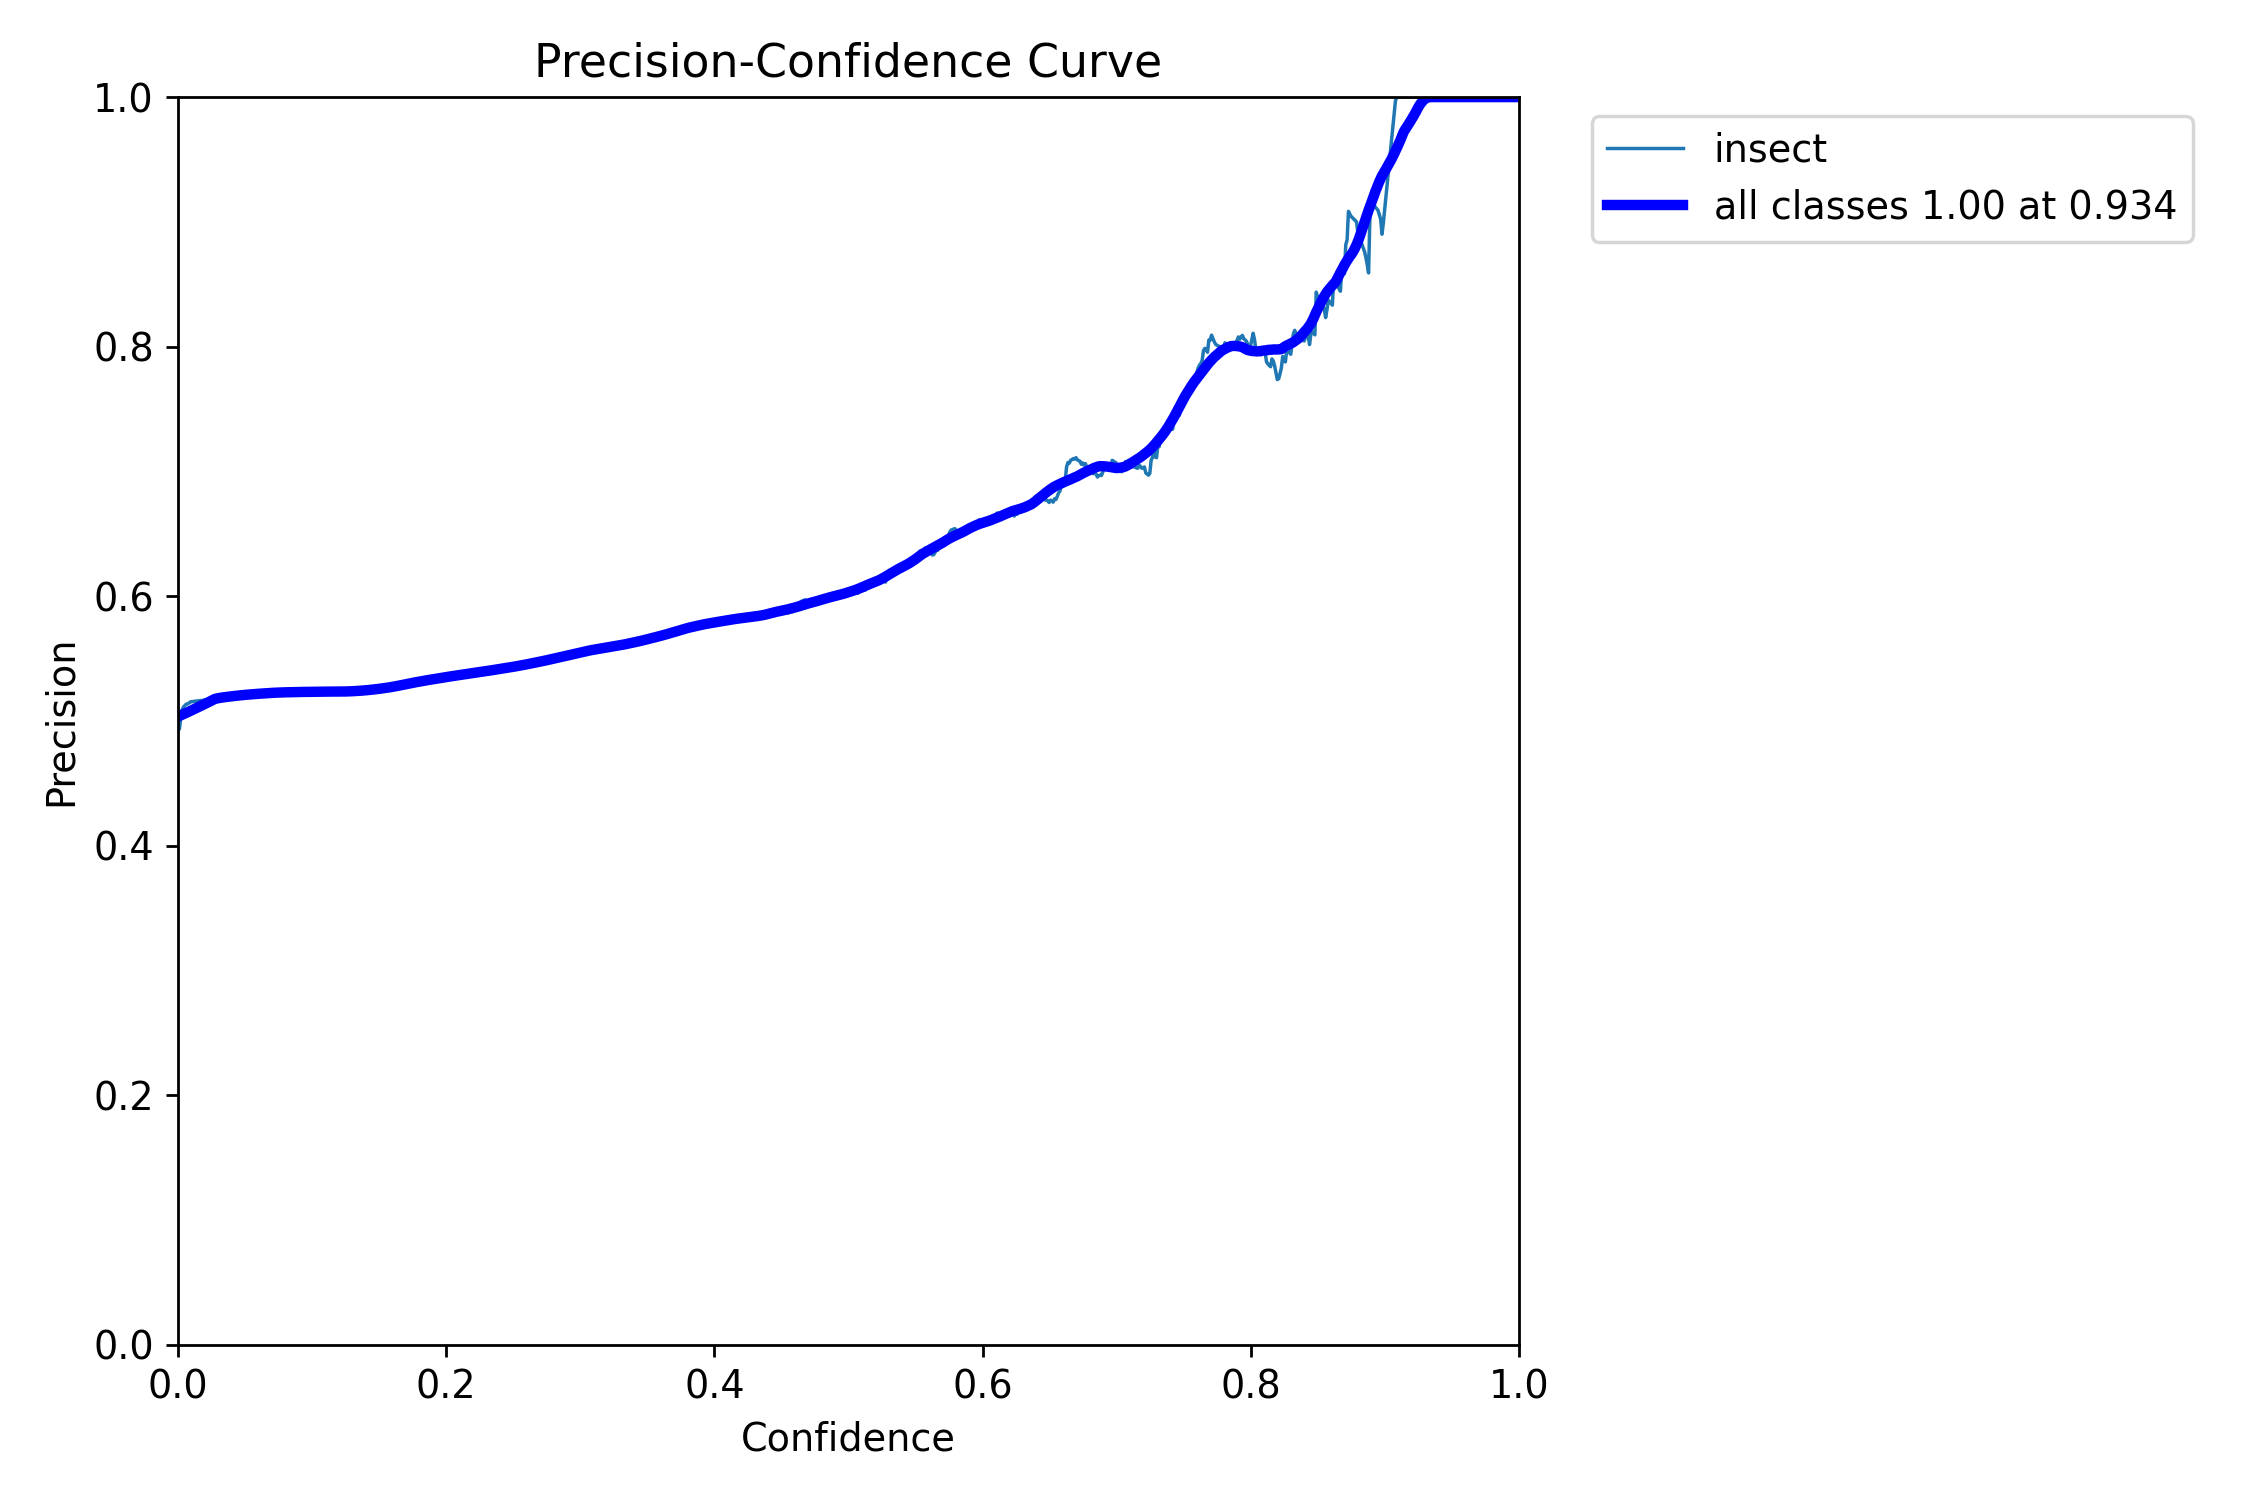 Precision-Confidence Curve
insect
all classes 1.00 at 0.934
1.0
0.8
0.6
0.4
0.2
0.0
Precision
0.0 0.2 0.4 0.6 0.8 1.0
Confidence